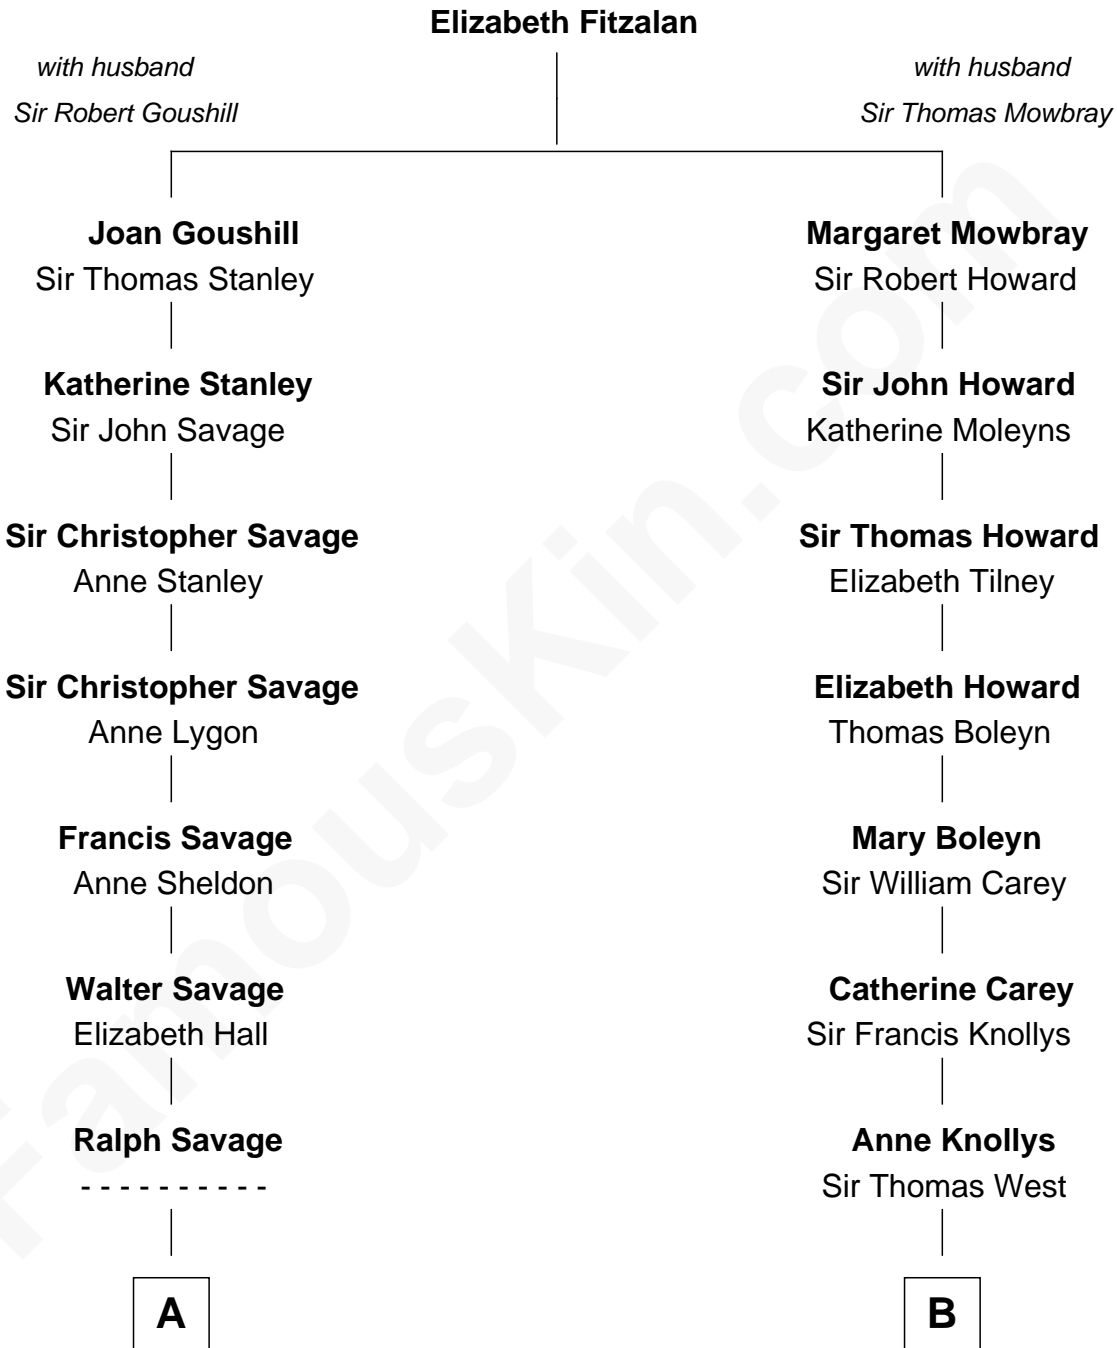 Elizabeth Fitzalan
with husband
Sir Robert Goushill
with husband
Sir Thomas Mowbray
Joan Goushill
Sir Thomas Stanley
Margaret Mowbray
Sir Robert Howard
Katherine Stanley
Sir John Savage
Sir John Howard
Katherine Moleyns
Sir Christopher Savage
Anne Stanley
Sir Thomas Howard
Elizabeth Tilney
Sir Christopher Savage
Anne Lygon
Elizabeth Howard
Thomas Boleyn
Francis Savage
Anne Sheldon
Mary Boleyn
Sir William Carey
Walter Savage
Elizabeth Hall
Catherine Carey
Sir Francis Knollys
Ralph Savage
- - - - - - - - - -
Anne Knollys
Sir Thomas West
A
B
FamousKin.com